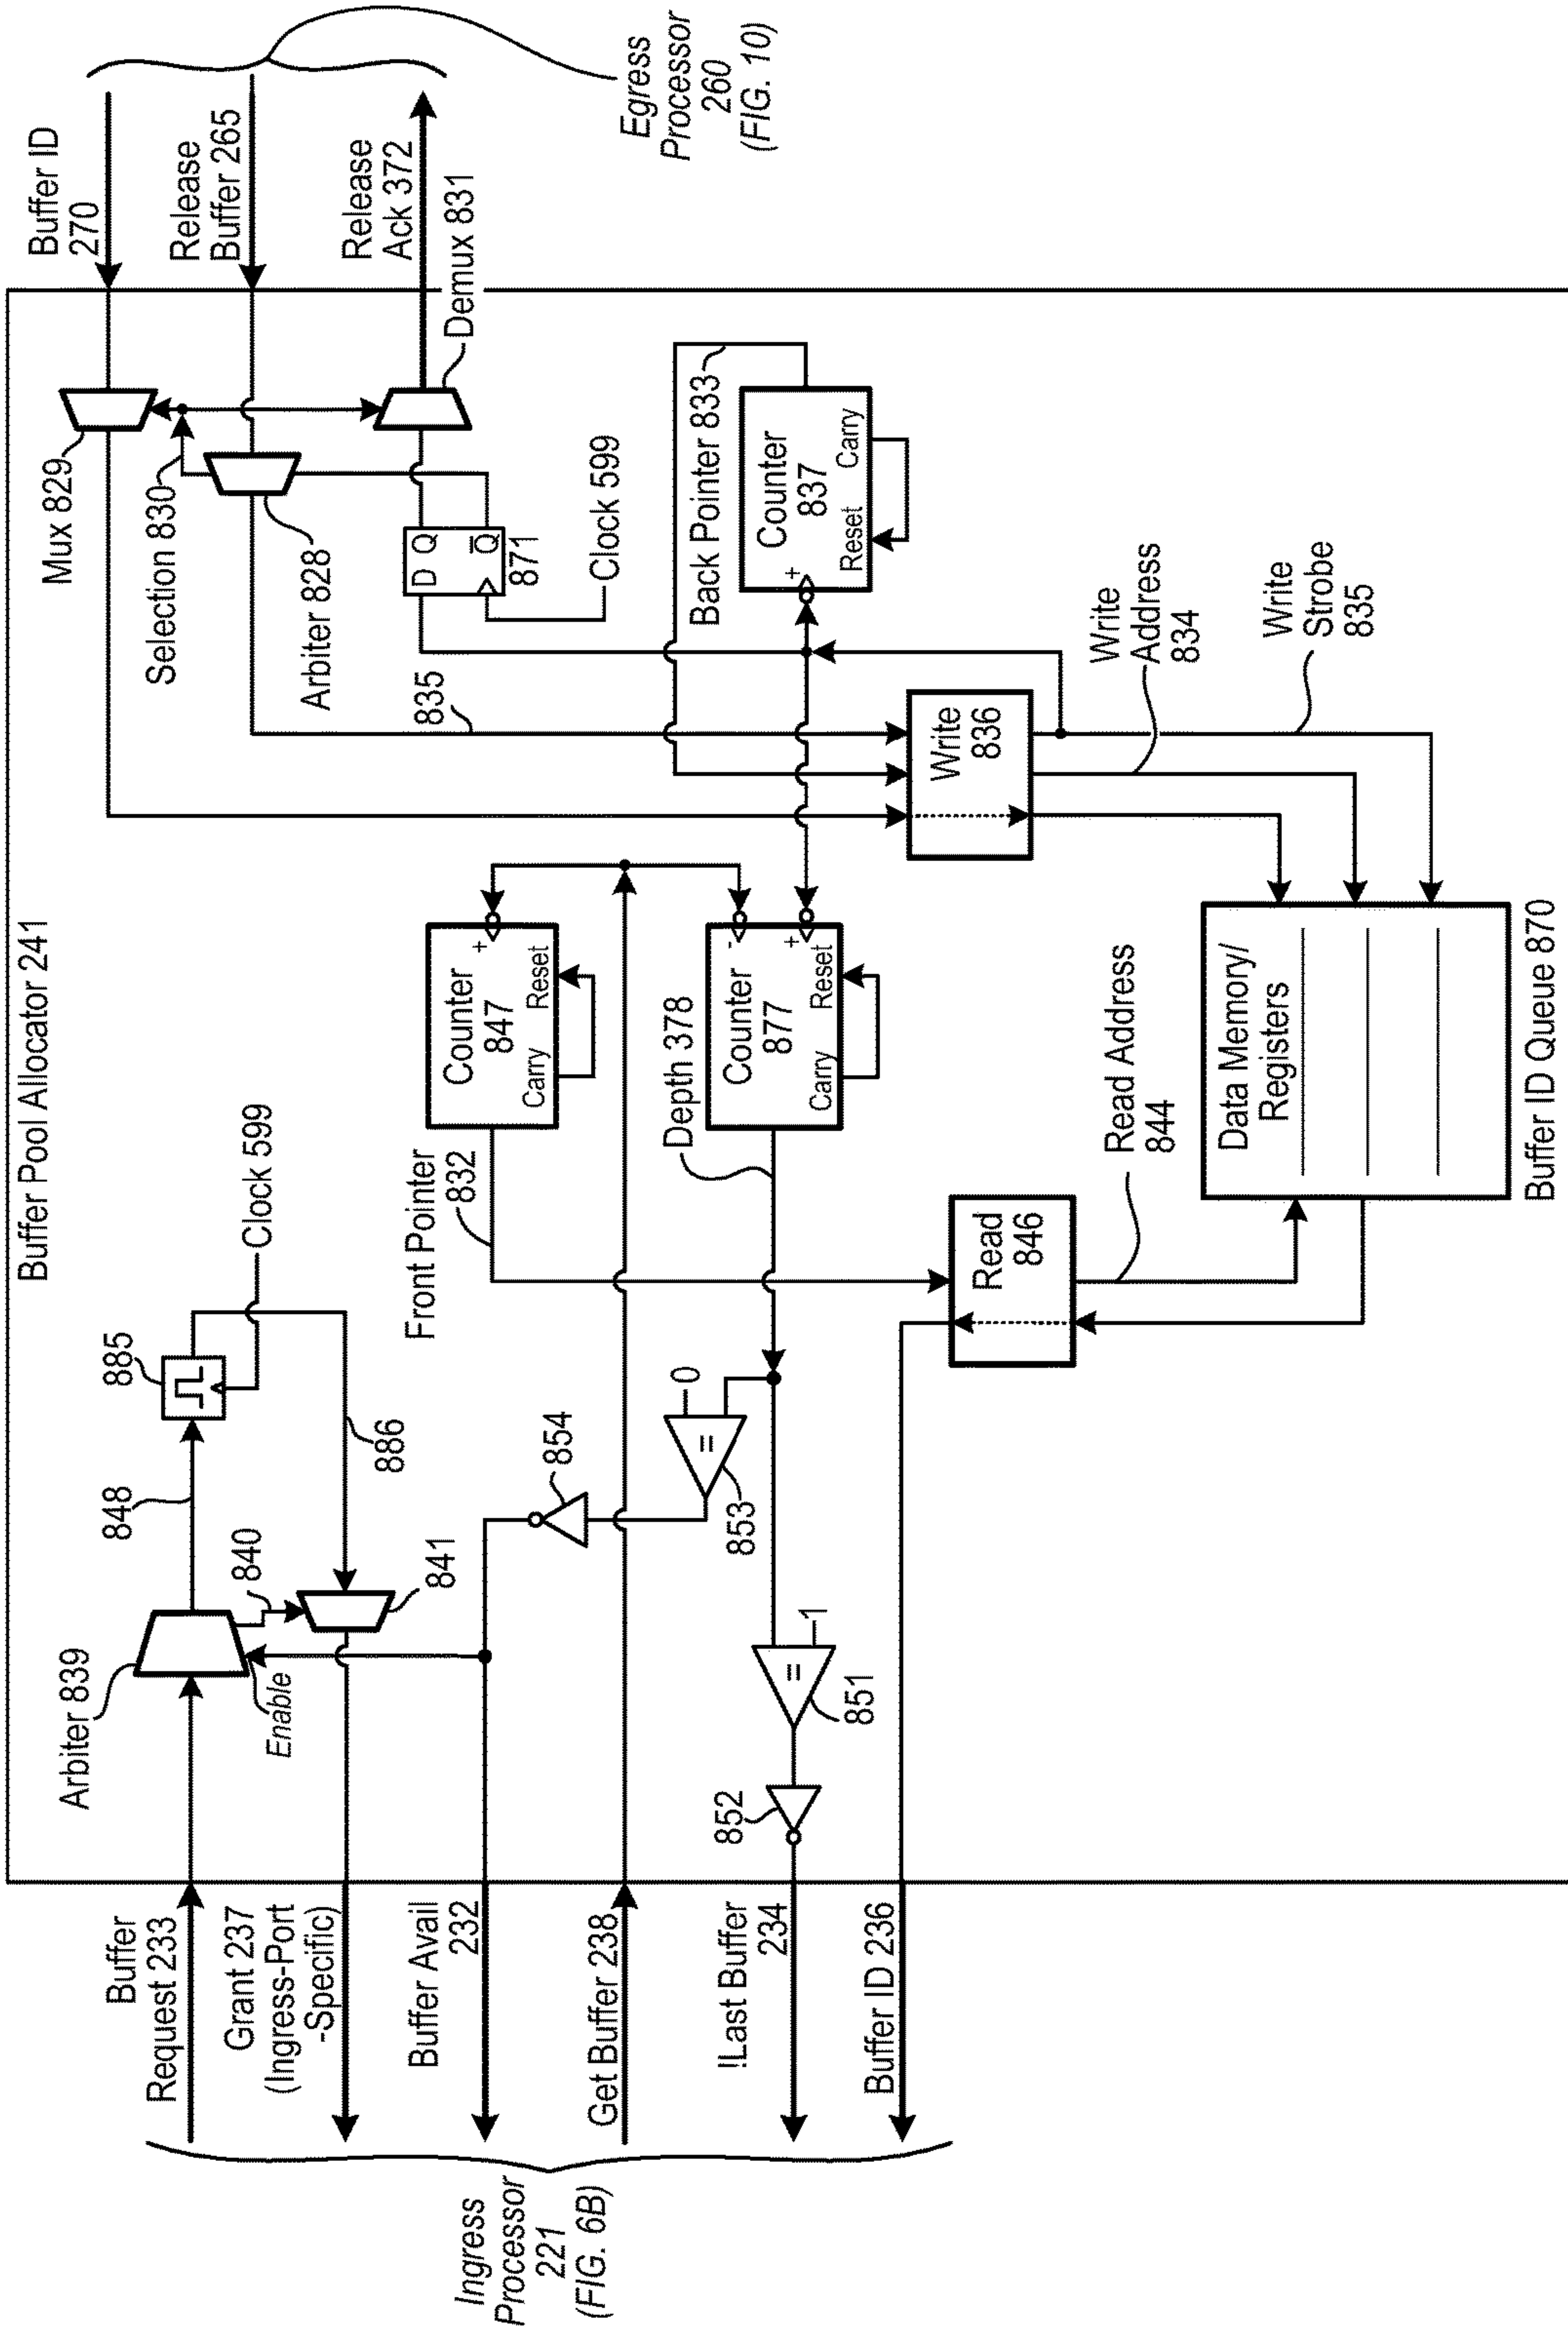 Buffer Pool Allocator 241
Buffer
Request 233
Grant 237
(Ingress-Port
-Specific)
Buffer Avail
232
Get Buffer 238
!Last Buffer
234
Buffer ID 236
Ingress
Processor
221
(FIG. 6B)
Arbiter 839
Enable
848
840
841
885
886
Clock 599
854
853
=
0
851
=
1
852
Front Pointer
832
Counter
847
+
Carry
Reset
Depth 378
Counter
877
-
+
Carry
Reset
Read
846
Read Address
844
Data Memory/
Registers
Buffer ID Queue 870
Mux 829
Selection 830
Arbiter 828
835
D Q
Q
871
Clock 599
Back Pointer 833
Counter
837
+
Reset
Carry
Write
836
Write
Address
834
Write
Strobe
835
Buffer ID
270
Release
Buffer 265
Release
Ack 372
Demux 831
Egress
Processor
260
(FIG. 10)